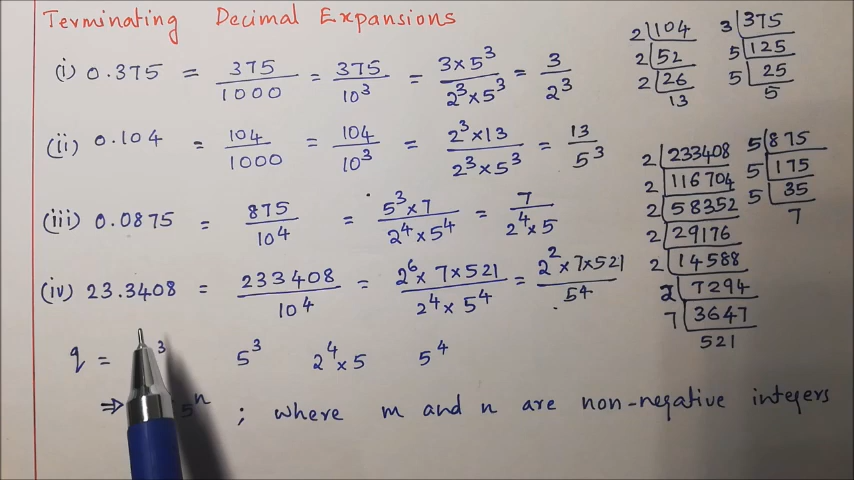 Terminating Decimal Expansions
(i) 0.375 = 375/1000 = 375/10³ = 3×5³/2³×5³ = 3/2³
(ii) 0.104 = 104/1000 = 104/10³ = 2³×13/2³×5³ = 13/5³
(iii) 0.0875 = 875/10⁴ = 5³×7/2⁴×5⁴ = 7/2⁴×5
(iv) 23.3408 = 233408/10⁴ = 2⁶×7×521/2⁴×5⁴ = 2²×7×521/5⁴
q = ³ 5³ 2⁴×5 5⁴
⇒ 5ⁿ ; where m and n are non-negative integers
2 104
2 52
2 26
13
3 375
5 125
5 25
5
2 233408
2 116704
2 58352
2 29176
2 14588
2 7294
7 3647
521
5 875
5 175
5 35
7